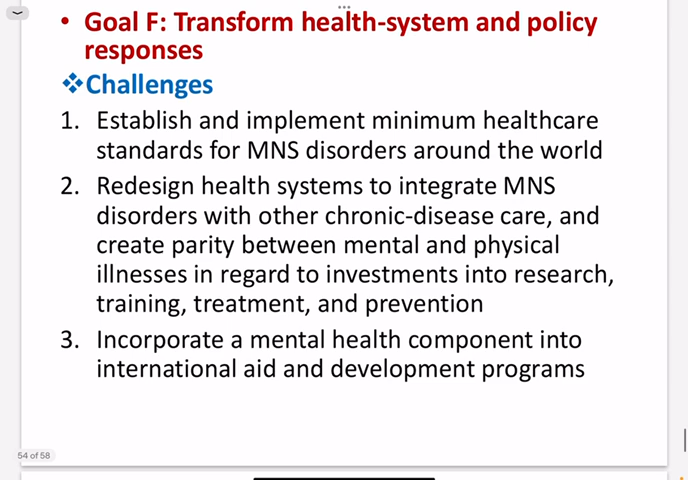 • Goal F: Transform health-system and policy
responses
❖Challenges
1. Establish and implement minimum healthcare
standards for MNS disorders around the world
2. Redesign health systems to integrate MNS
disorders with other chronic-disease care, and
create parity between mental and physical
illnesses in regard to investments into research,
training, treatment, and prevention
3. Incorporate a mental health component into
international aid and development programs
54 of 58